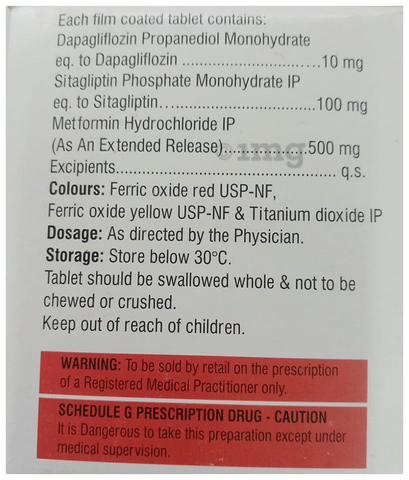 Each film coated tablet contains:
Dapagliflozin Propanediol Monohydrate
eq. to Dapagliflozin..............................10 mg
Sitagliptin Phosphate Monohydrate IP
eq. to Sitagliptin....................................100 mg
Metformin Hydrochloride IP
(As An Extended Release)......................500 mg
Excipients................................................ q.s.
Colours: Ferric oxide red USP-NF,
Ferric oxide yellow USP-NF & Titanium dioxide IP
Dosage: As directed by the Physician.
Storage: Store below 30°C.
Tablet should be swallowed whole & not to be
chewed or crushed.
Keep out of reach of children.
WARNING: To be sold by retail on the prescription
of a Registered Medical Practitioner only.
SCHEDULE G PRESCRIPTION DRUG - CAUTION
It is Dangerous to take this preparation except under
medical supervision.
1mg